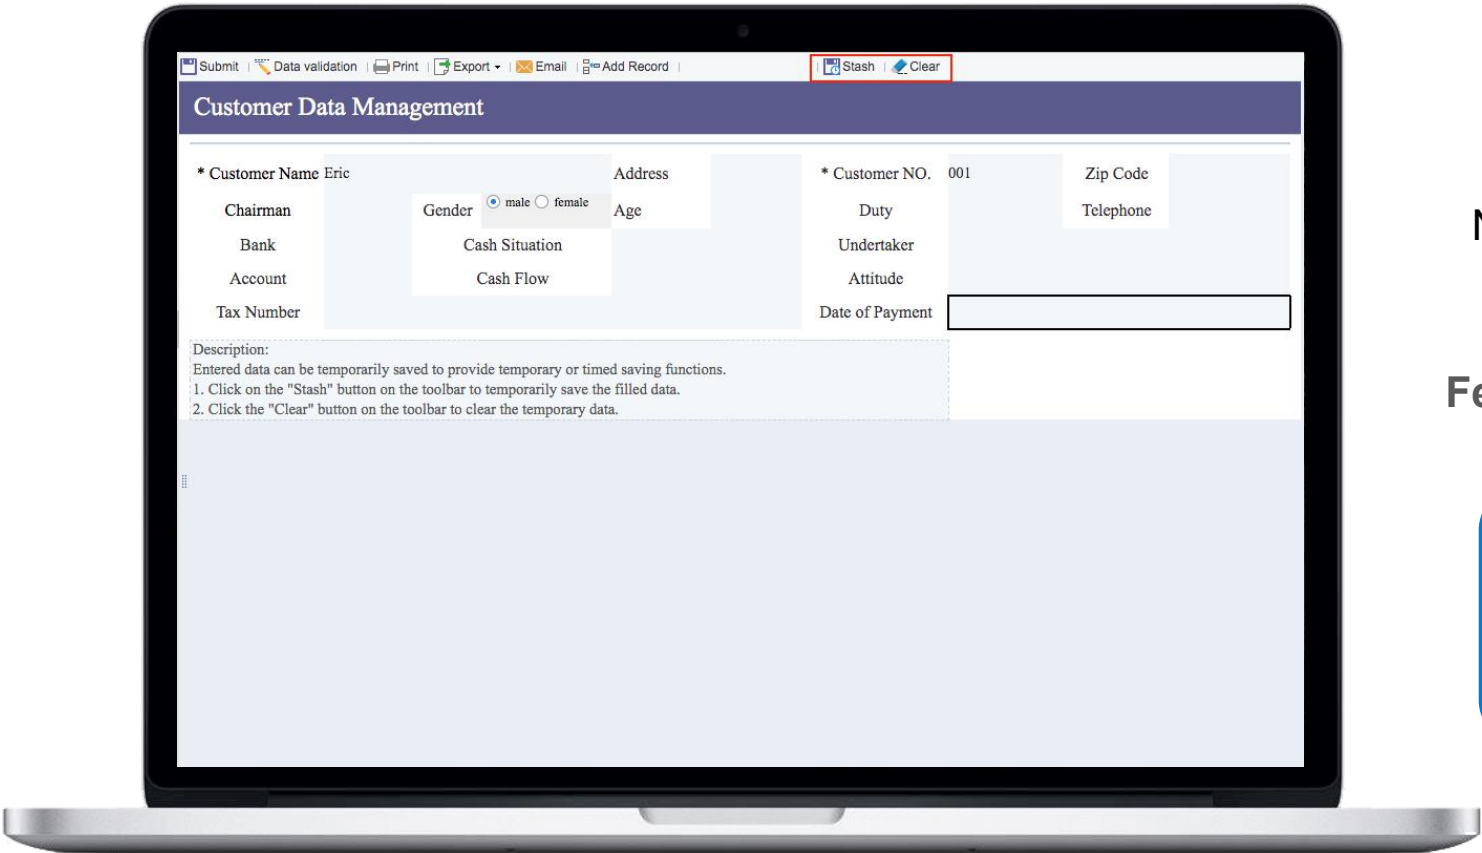 Submit Data validation Print Export Email Add Record Stash Clear
Customer Data Management
* Customer Name Eric Address * Customer NO. 001 Zip Code
Chairman Gender male female Age Duty Telephone
Bank Cash Situation Undertaker
Account Cash Flow Attitude
Tax Number Date of Payment
Description:
Entered data can be temporarily saved to provide temporary or timed saving functions.
1. Click on the "Stash" button on the toolbar to temporarily save the filled data.
2. Click the "Clear" button on the toolbar to clear the temporary data.